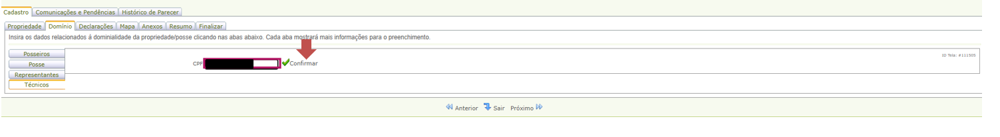 Cadastro Comunicações e Pendências Histórico de Parecer
Propriedade Domínio Declarações Mapa Anexos Resumo Finalizar
Insira os dados relacionados à dominialidade da propriedade/posse clicando nas abas abaixo. Cada aba mostrará mais informações para o preenchimento.
Posseiros
ID Tela: #111505
Posse
CPF Confirmar
Representantes
Técnicos
Anterior Sair Próximo